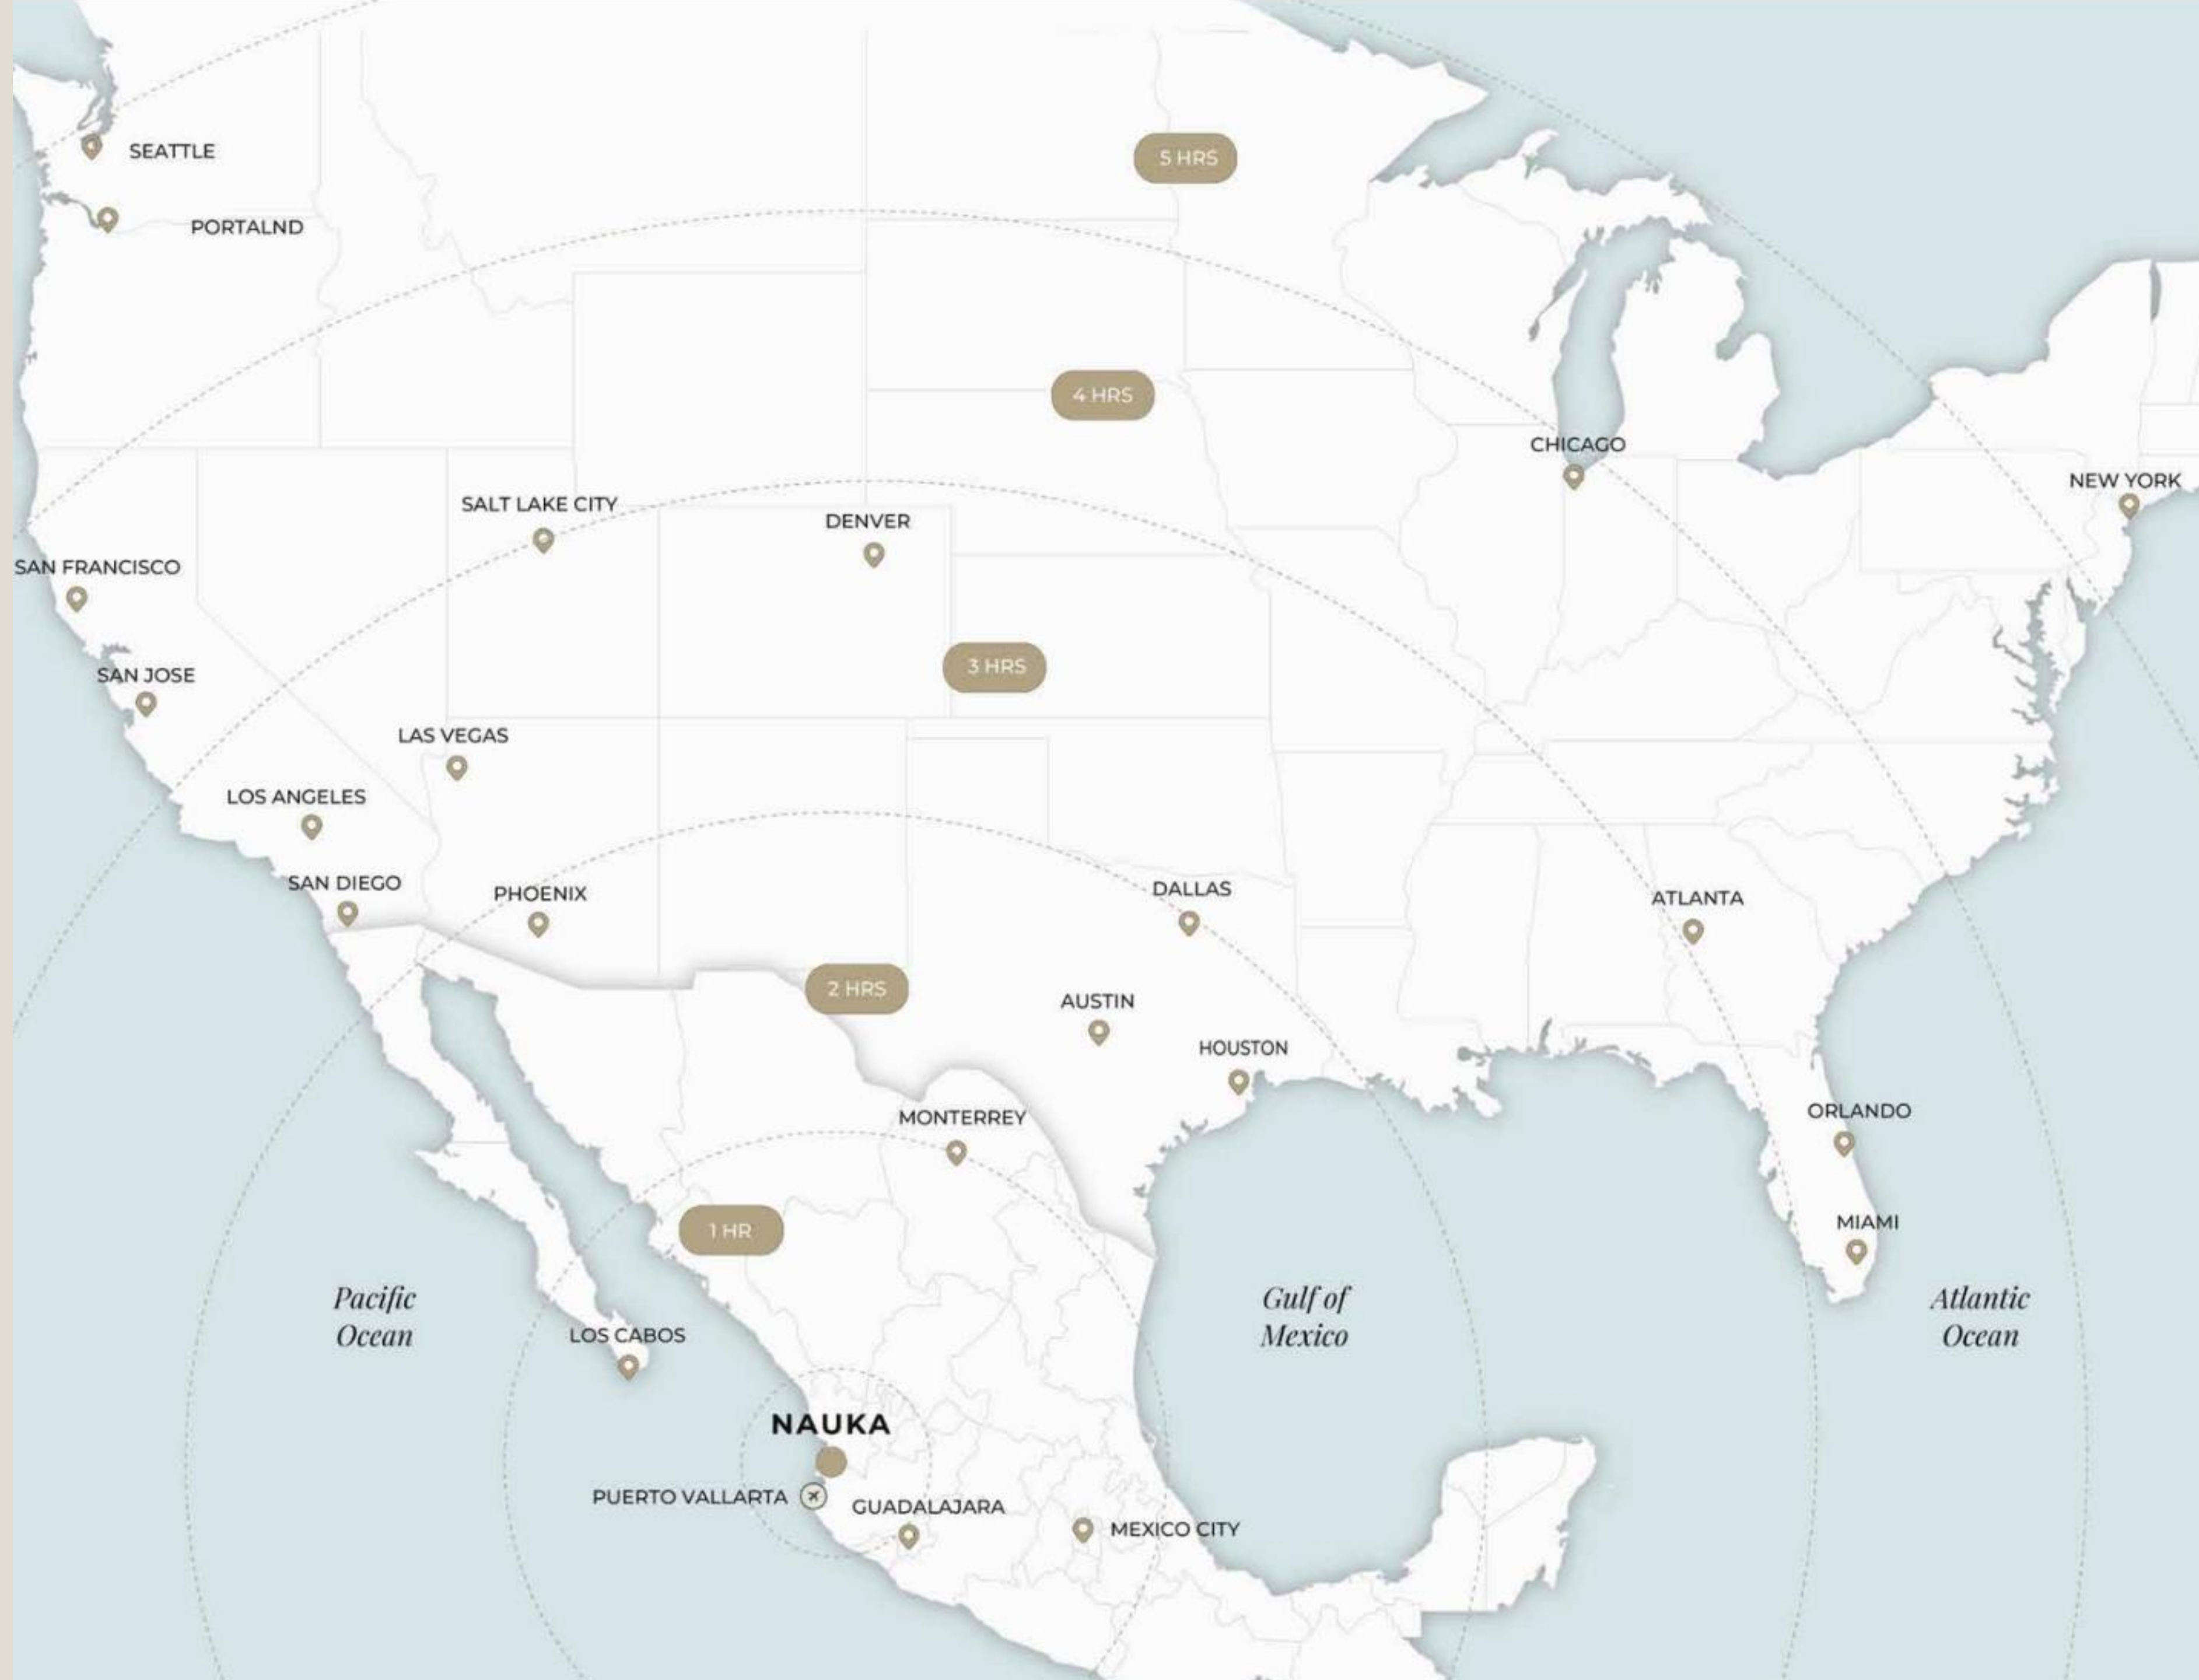 SEATTLE
5 HRS
PORTALND
4 HRS
CHICAGO
NEW YORK
SALT LAKE CITY
DENVER
SAN FRANCISCO
3 HRS
SAN JOSE
LAS VEGAS
LOS ANGELES
SAN DIEGO
PHOENIX
DALLAS
ATLANTA
2 HRS
AUSTIN
HOUSTON
MONTERREY
ORLANDO
1 HR
MIAMI
Pacific
Ocean
Gulf of
Mexico
Atlantic
Ocean
LOS CABOS
NAUKA
PUERTO VALLARTA
GUADALAJARA
MEXICO CITY